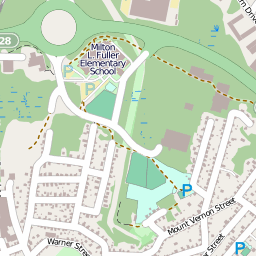 28
Milton
L. Fuller
Elementary
School
P
P
P
Mount Vernon Street
Warner Street
P